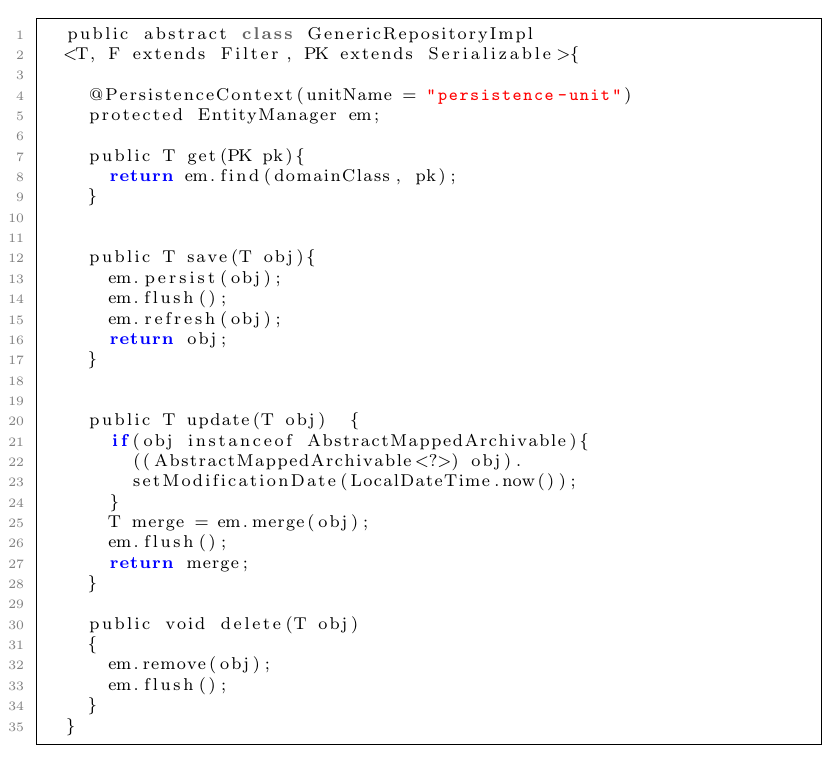 1 public abstract class GenericRepositoryImpl
2 <T, F extends Filter, PK extends Serializable>{
3
4 @PersistenceContext(unitName = "persistence-unit")
5 protected EntityManager em;
6
7 public T get(PK pk){
8 return em.find(domainClass, pk);
9 }
10
11
12 public T save(T obj){
13 em.persist(obj);
14 em.flush();
15 em.refresh(obj);
16 return obj;
17 }
18
19
20 public T update(T obj) {
21 if(obj instanceof AbstractMappedArchivable){
22 ((AbstractMappedArchivable<?>) obj).
23 setModificationDate(LocalDateTime.now());
24 }
25 T merge = em.merge(obj);
26 em.flush();
27 return merge;
28 }
29
30 public void delete(T obj)
31 {
32 em.remove(obj);
33 em.flush();
34 }
35 }